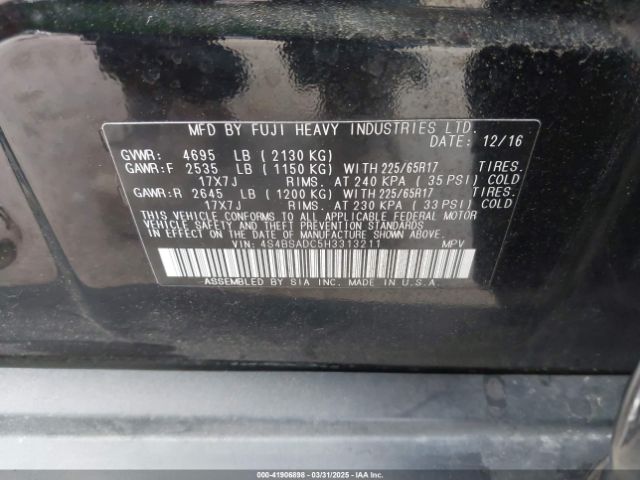 MFD BY FUJI HEAVY INDUSTRIES LTD.
DATE: 12/16
GVWR: 4695 LB ( 2130 KG)
GAWR:F 2535 LB ( 1150 KG) WITH 225/65R17 TIRES.
17X7J RIMS. AT 240 KPA ( 35 PSI) COLD
GAWR:R 2645 LB ( 1200 KG) WITH 225/65R17 TIRES.
17X7J RIMS. AT 230 KPA ( 33 PSI) COLD
THIS VEHICLE CONFORMS TO ALL APPLICABLE FEDERAL MOTOR
VEHICLE SAFETY AND THEFT PREVENTION STANDARDS
IN EFFECT ON THE DATE OF MANUFACTURE SHOWN ABOVE.
VIN: 4S4BSADC5H3313211 MPV
ASSEMBLED BY SIA INC. MADE IN U.S.A.
000-41906898 - 03/31/2025 - IAAI.CA